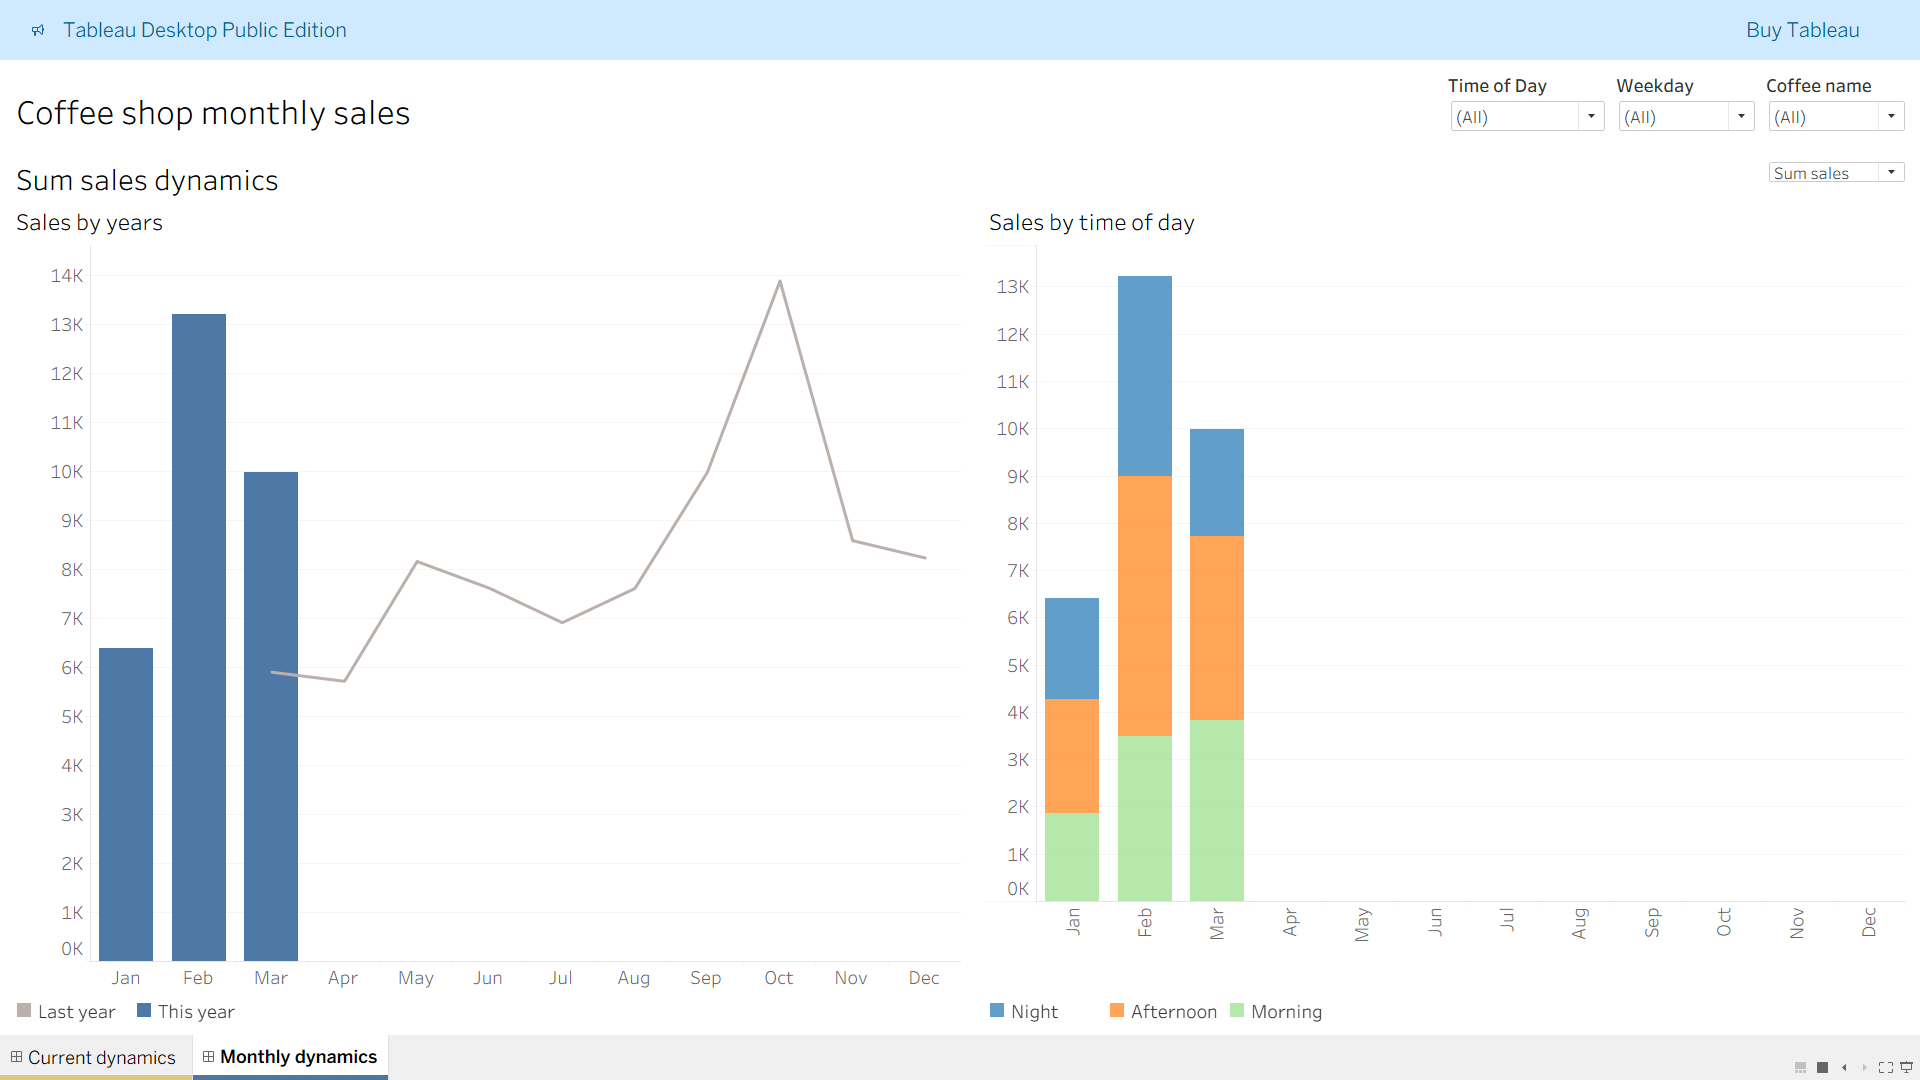 Tableau Desktop Public Edition
Buy Tableau
Coffee shop monthly sales
Time of Day
Weekday
Coffee name
(All)
(All)
(All)
Sum sales dynamics
Sum sales
Sales by years
14K
13K
12K
11K
10K
9K
8K
7K
6K
5K
4K
3K
2K
1K
0K
Jan Feb Mar Apr May Jun Jul Aug Sep Oct Nov Dec
Last year
This year
Sales by time of day
13K
12K
11K
10K
9K
8K
7K
6K
5K
4K
3K
2K
1K
0K
Jan
Feb
Mar
Apr
May
Jun
Jul
Aug
Sep
Oct
Nov
Dec
Night
Afternoon
Morning
Current dynamics
Monthly dynamics